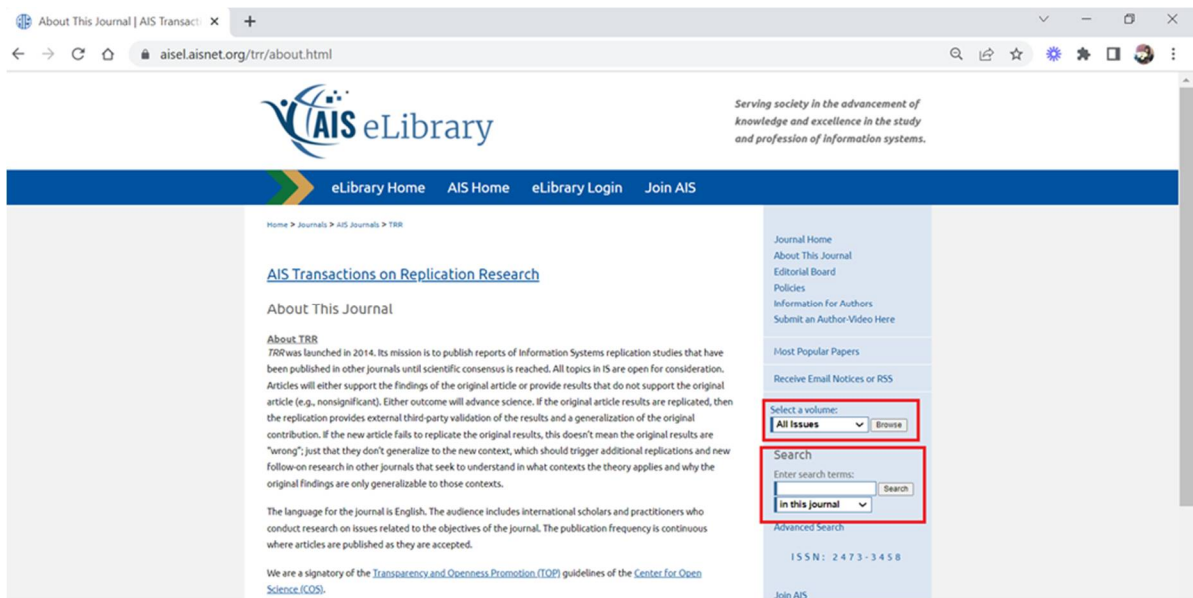 About This Journal | AIS Transact
aisel.aisnet.org/trr/about.html
AIS eLibrary
Serving society in the advancement of
knowledge and excellence in the study
and profession of information systems.
eLibrary Home AIS Home eLibrary Login Join AIS
Home > Journals > AIS Journals > TRR
AIS Transactions on Replication Research
About This Journal
About TRR
TRR was launched in 2014. Its mission is to publish reports of Information Systems replication studies that have
been published in other journals until scientific consensus is reached. All topics in IS are open for consideration.
Articles will either support the findings of the original article or provide results that do not support the original
article (e.g., nonsignificant). Either outcome will advance science. If the original article results are replicated, then
the replication provides external third-party validation of the results and a generalization of the original
contribution. If the new article fails to replicate the original results, this doesn't mean the original results are
"wrong"; just that they don't generalize to the new context, which should trigger additional replications and new
follow-on research in other journals that seek to understand in what contexts the theory applies and why the
original findings are only generalizable to those contexts.
The language for the journal is English. The audience includes international scholars and practitioners who
conduct research on issues related to the objectives of the journal. The publication frequency is continuous
where articles are published as they are accepted.
We are a signatory of the Transparency and Openness Promotion (TOP) guidelines of the Center for Open
Science (COS).
Journal Home
About This Journal
Editorial Board
Policies
Information for Authors
Submit an Author-Video Here
Most Popular Papers
Receive Email Notices or RSS
Select a volume:
All Issues Browse
Search
Enter search terms:
Search
in this journal
Advanced Search
ISSN: 2473-3458
Join AIS